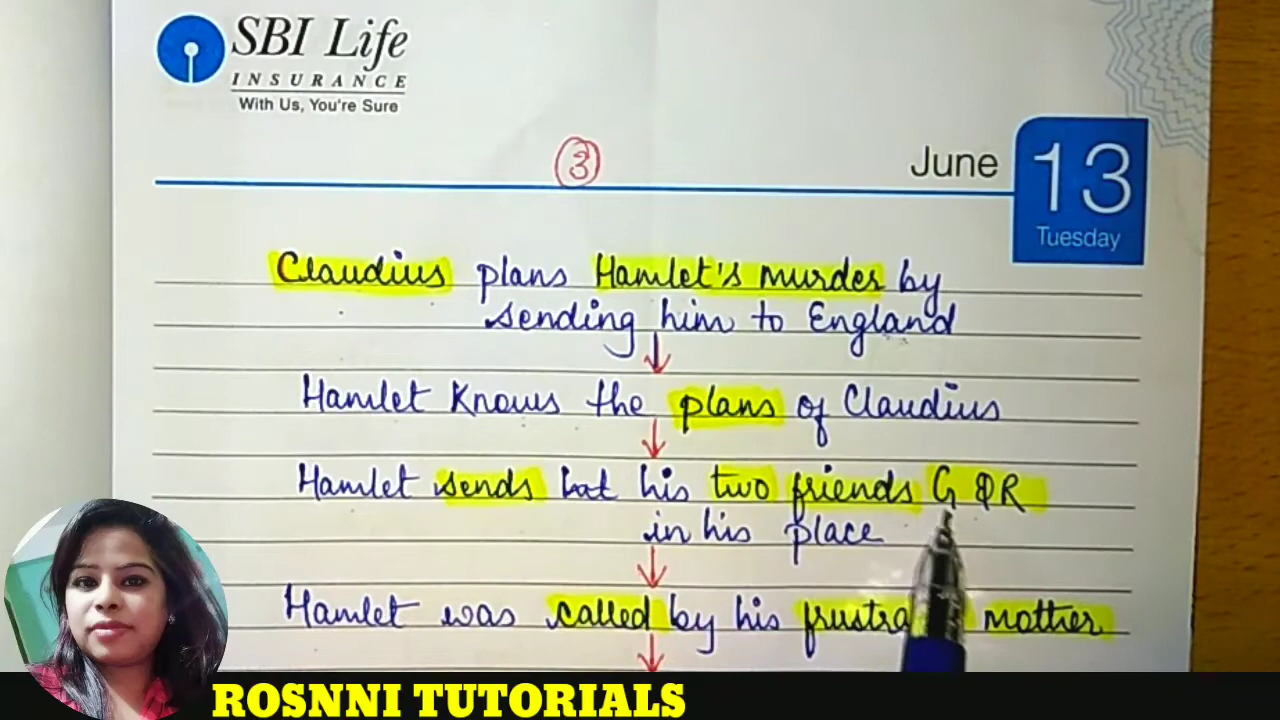 SBI Life
INSURANCE
With Us, You're Sure
3
June 13
Tuesday
Claudius plans Hamlet's murder by
sending him to England
Hamlet knows the plans of Claudius
Hamlet sends his two friends G & R
in his place
Hamlet was called by his mother
ROSNNI TUTORIALS